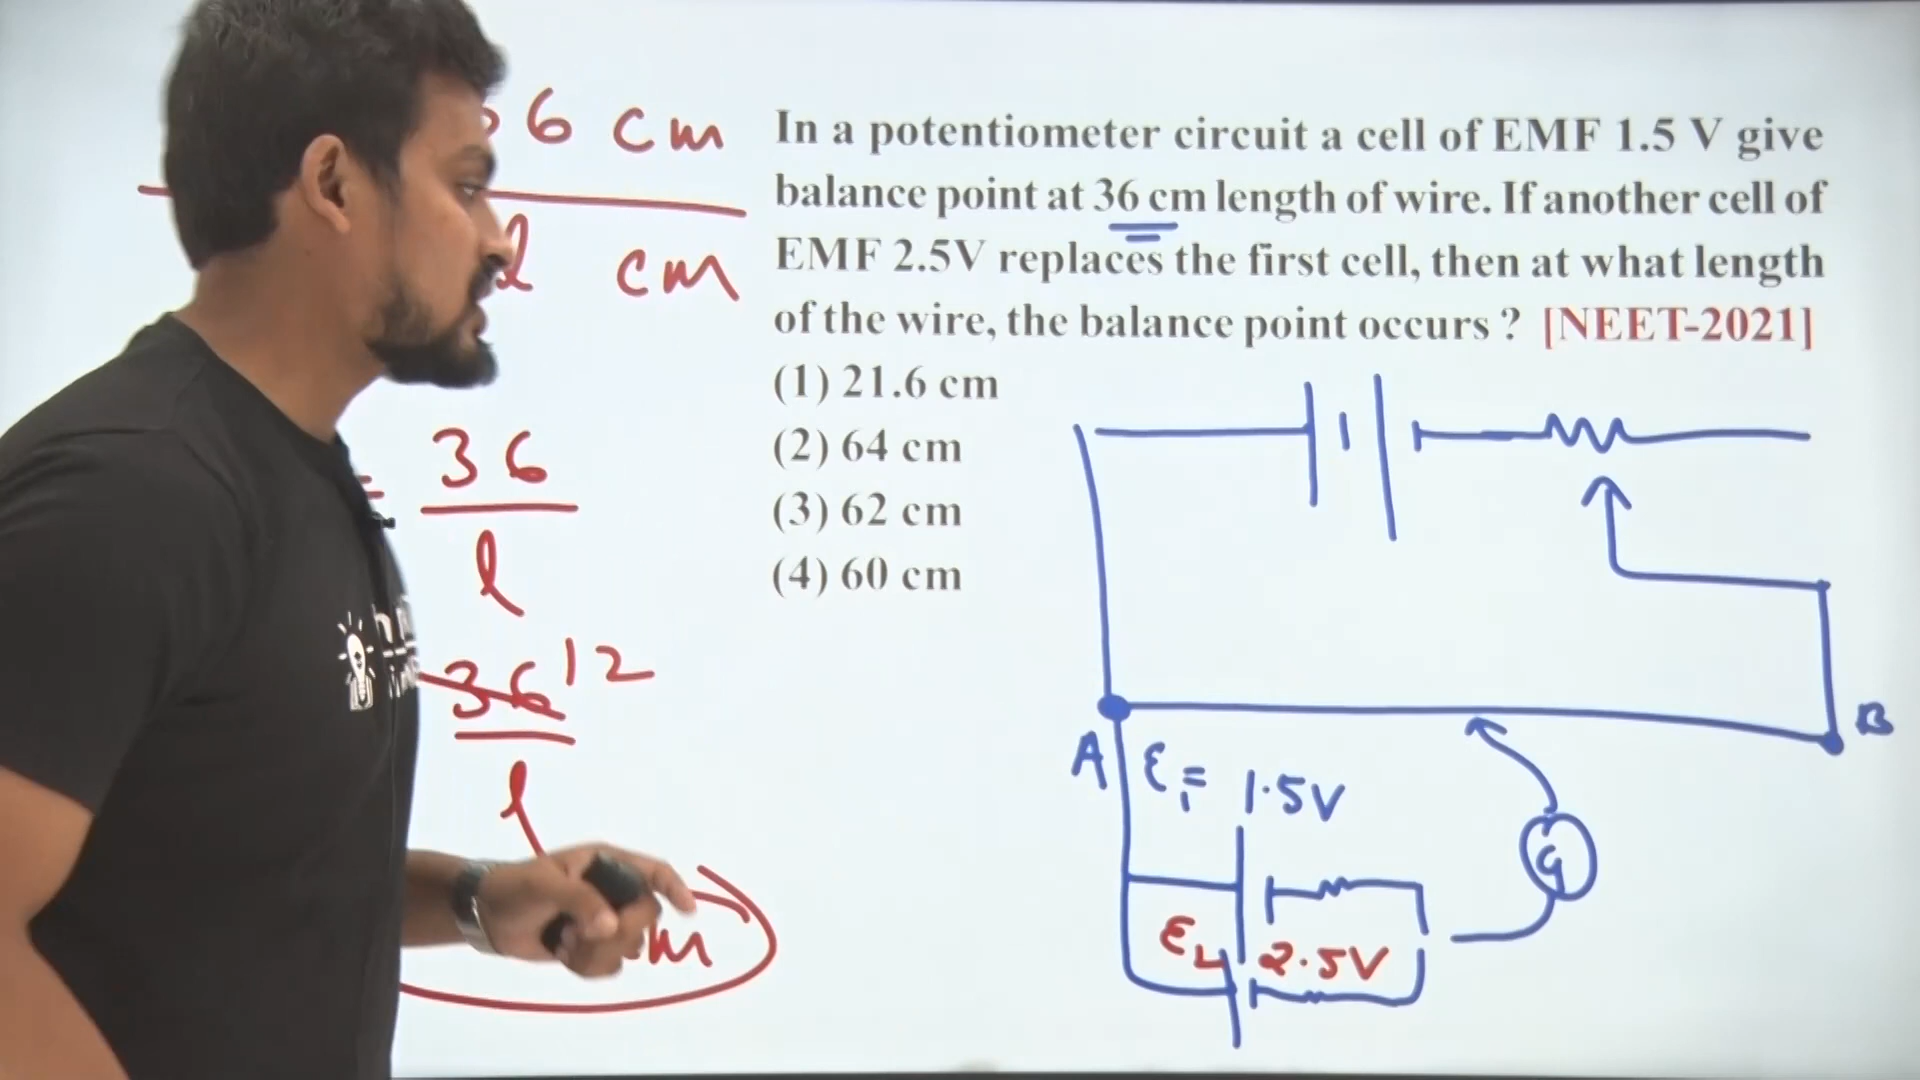 6 cm
l cm
= 36
l
36 12
l
m
In a potentiometer circuit a cell of EMF 1.5 V give
balance point at 36 cm length of wire. If another cell of
EMF 2.5V replaces the first cell, then at what length
of the wire, the balance point occurs ? [NEET-2021]
(1) 21.6 cm
(2) 64 cm
(3) 62 cm
(4) 60 cm
A
B
ε₁ = 1.5V
G
ε₂ 2.5V